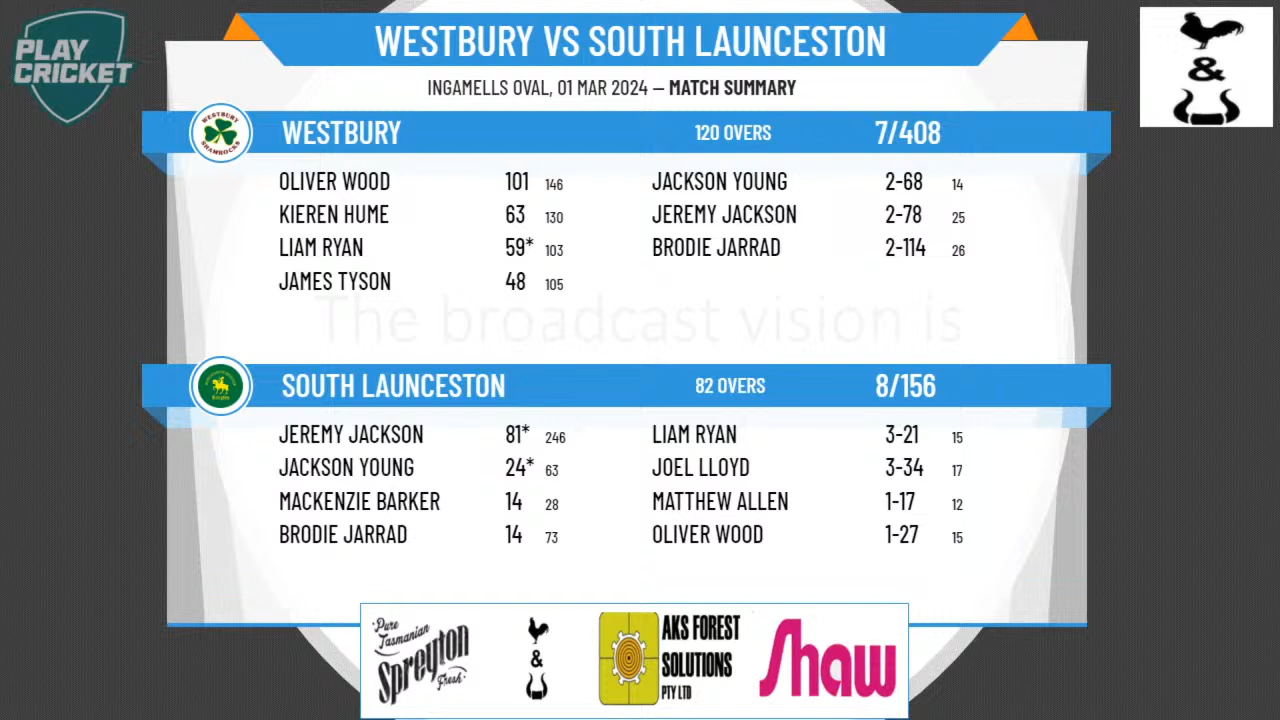 PLAY
CRICKET
WESTBURY VS SOUTH LAUNCESTON
&
INGAMELLS OVAL, 01 MAR 2024 – MATCH SUMMARY
WESTBURY
SHAMROCKS
WESTBURY 120 OVERS 7/408
OLIVER WOOD 101 146 JACKSON YOUNG 2-68 14
KIEREN HUME 63 130 JEREMY JACKSON 2-78 25
LIAM RYAN 59* 103 BRODIE JARRAD 2-114 26
JAMES TYSON 48 105
The broadcast vision is
SOUTH LAUNCESTON 82 OVERS 8/156
JEREMY JACKSON 81* 246 LIAM RYAN 3-21 15
JACKSON YOUNG 24* 63 JOEL LLOYD 3-34 17
MACKENZIE BARKER 14 28 MATTHEW ALLEN 1-17 12
BRODIE JARRAD 14 73 OLIVER WOOD 1-27 15
Pure
Tasmanian
Spreyton
Fresh
&
AKS FOREST
SOLUTIONS
PTY LTD
Shaw